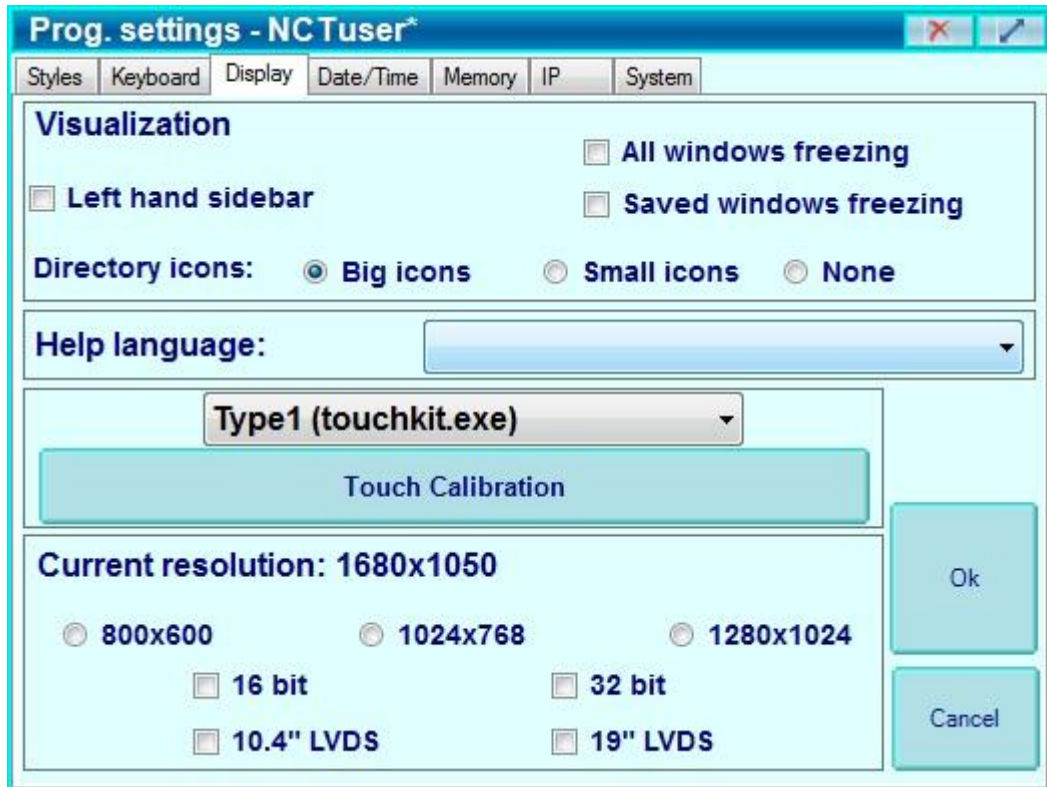 Prog. settings - NCTuser*
Styles Keyboard Display Date/Time Memory IP System
Visualization
All windows freezing
Left hand sidebar
Saved windows freezing
Directory icons: Big icons Small icons None
Help language:
Type1 (touchkit.exe)
Touch Calibration
Current resolution: 1680x1050
800x600 1024x768 1280x1024
16 bit 32 bit
10.4" LVDS 19" LVDS
Ok
Cancel